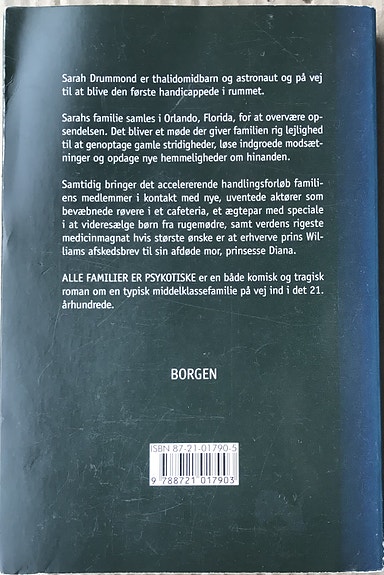 Sarah Drummond er thalidomidbarn og astronaut og på vej
til at blive den første handicappede i rummet.
Sarahs familie samles i Orlando, Florida, for at overvære op-
sendelsen. Det bliver et møde der giver familien rig lejlighed
til at genoptage gamle stridigheder, løse indgroede modsæt-
ninger og opdage nye hemmeligheder om hinanden.
Samtidig bringer det accelererende handlingsforløb famili-
ens medlemmer i kontakt med nye, uventede aktører som
bevæbnede røvere i et cafeteria, et ægtepar med speciale
i at videresælge børn fra rugemødre, samt verdens rigeste
medicinmagnat hvis største ønske er at erhverve prins Wil-
liams afskedsbrev til sin afdøde mor, prinsesse Diana.
ALLE FAMILIER ER PSYKOTISKE er en både komisk og tragisk
roman om en typisk middelklassefamilie på vej ind i det 21.
århundrede.
BORGEN
ISBN 87-21-01790-5
9 788721 017903